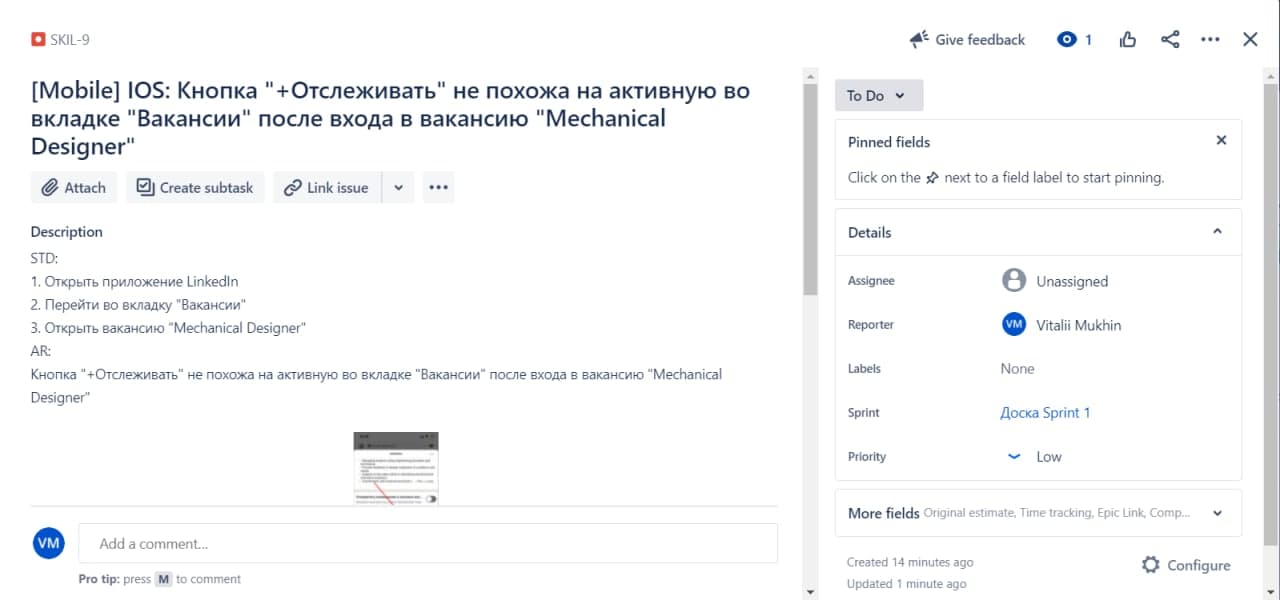 SKIL-9
Give feedback
1
[Mobile] IOS: Кнопка "+Отслеживать" не похожа на активную во
вкладке "Вакансии" после входа в вакансию "Mechanical
Designer"
Attach
Create subtask
Link issue
Description
STD:
1. Открыть приложение LinkedIn
2. Перейти во вкладку "Вакансии"
3. Открыть вакансию "Mechanical Designer"
AR:
Кнопка "+Отслеживать" не похожа на активную во вкладке "Вакансии" после входа в вакансию "Mechanical
Designer"
VM
Add a comment...
Pro tip: press M to comment
To Do
Pinned fields
Click on the next to a field label to start pinning.
Details
Assignee
Unassigned
Reporter
VM Vitalii Mukhin
Labels
None
Sprint
Доска Sprint 1
Priority
Low
More fields Original estimate, Time tracking, Epic Link, Comp...
Created 14 minutes ago
Updated 1 minute ago
Configure